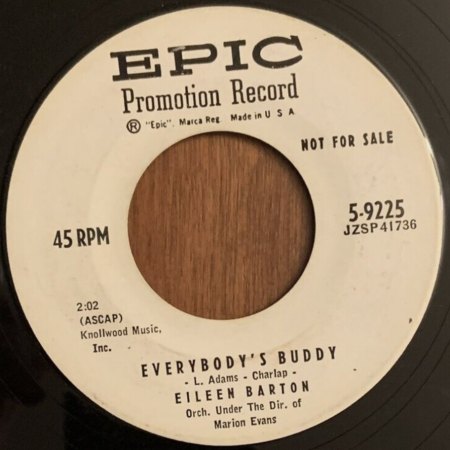 EPIC
Promotion Record
® "Epic", Marca Reg. Made in U S A
NOT FOR SALE
45 RPM
5-9225
JZSP41736
2:02
(ASCAP)
Knollwood Music,
Inc.
EVERYBODY'S BUDDY
- L. Adams - Charlap -
EILEEN BARTON
Orch. Under The Dir. of
Marion Evans